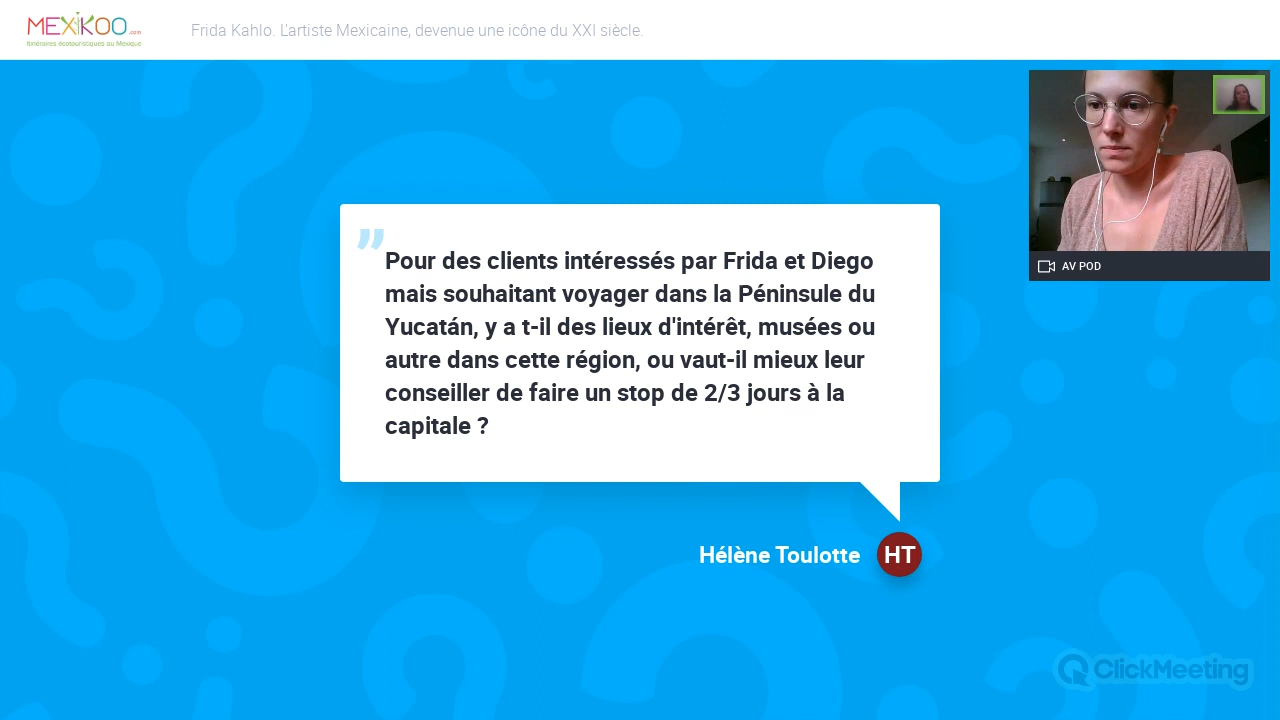 MEXIKOO.com
Itinéraires écotouristiques au Mexique
Frida Kahlo. L'artiste Mexicaine, devenue une icône du XXI siècle.
AV POD
"
Pour des clients intéressés par Frida et Diego
mais souhaitant voyager dans la Péninsule du
Yucatán, y a t-il des lieux d'intérêt, musées ou
autre dans cette région, ou vaut-il mieux leur
conseiller de faire un stop de 2/3 jours à la
capitale ?
Hélène Toulotte HT
ClickMeeting